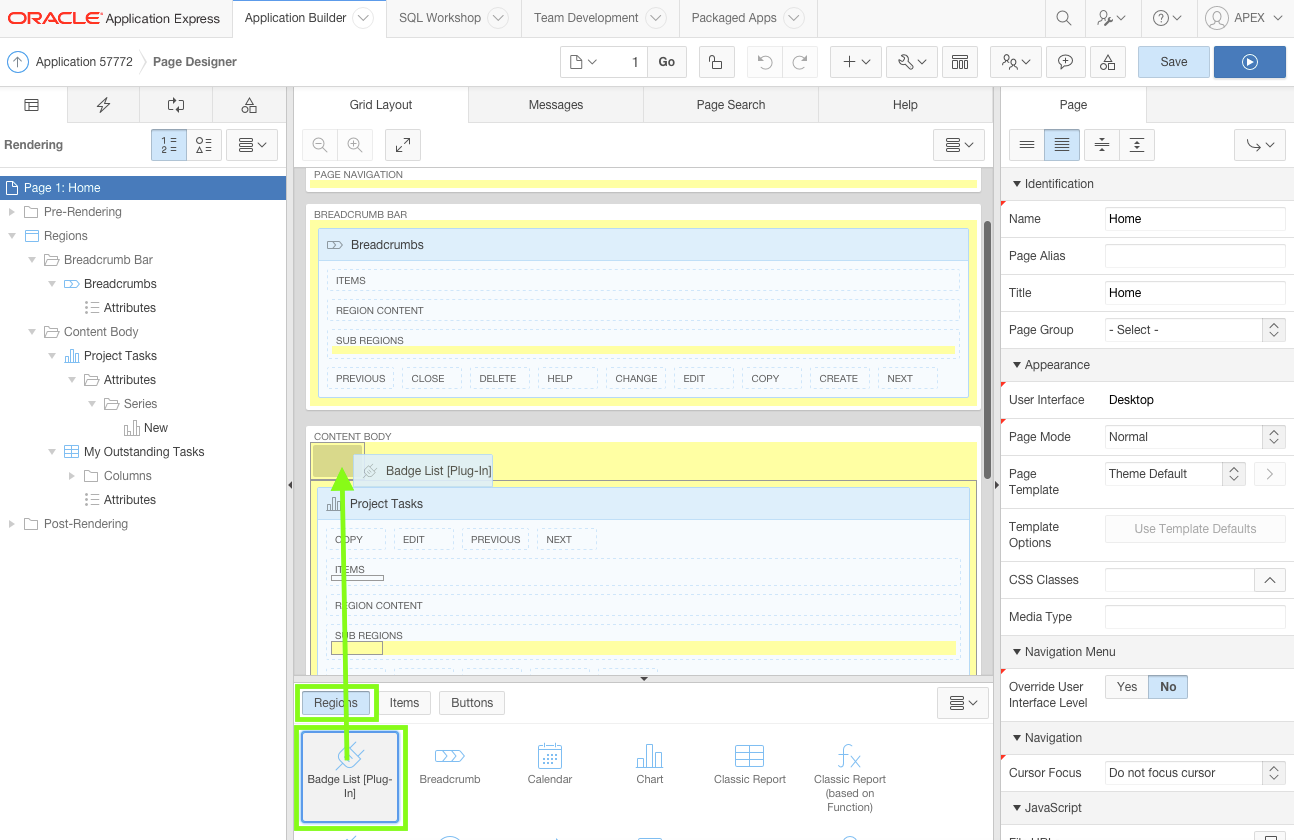 ORACLE Application Express
Application Builder
SQL Workshop
Team Development
Packaged Apps
APEX
Application 57772
Page Designer
1
Go
Save
Rendering
Page 1: Home
Pre-Rendering
Regions
Breadcrumb Bar
Breadcrumbs
Attributes
Content Body
Project Tasks
Attributes
Series
New
My Outstanding Tasks
Columns
Attributes
Post-Rendering
Grid Layout
Messages
Page Search
Help
PAGE NAVIGATION
BREADCRUMB BAR
Breadcrumbs
ITEMS
REGION CONTENT
SUB REGIONS
PREVIOUS
CLOSE
DELETE
HELP
CHANGE
EDIT
COPY
CREATE
NEXT
CONTENT BODY
Badge List [Plug-In]
Project Tasks
COPY
EDIT
PREVIOUS
NEXT
ITEMS
REGION CONTENT
SUB REGIONS
Regions
Items
Buttons
Badge List [Plug-
In]
Breadcrumb
Calendar
Chart
Classic Report
Classic Report
(based on
Function)
Page
Identification
Name
Home
Page Alias
Title
Home
Page Group
- Select -
Appearance
User Interface
Desktop
Page Mode
Normal
Page
Template
Theme Default
Template
Options
Use Template Defaults
CSS Classes
Media Type
Navigation Menu
Override User
Interface Level
Yes
No
Navigation
Cursor Focus
Do not focus cursor
JavaScript